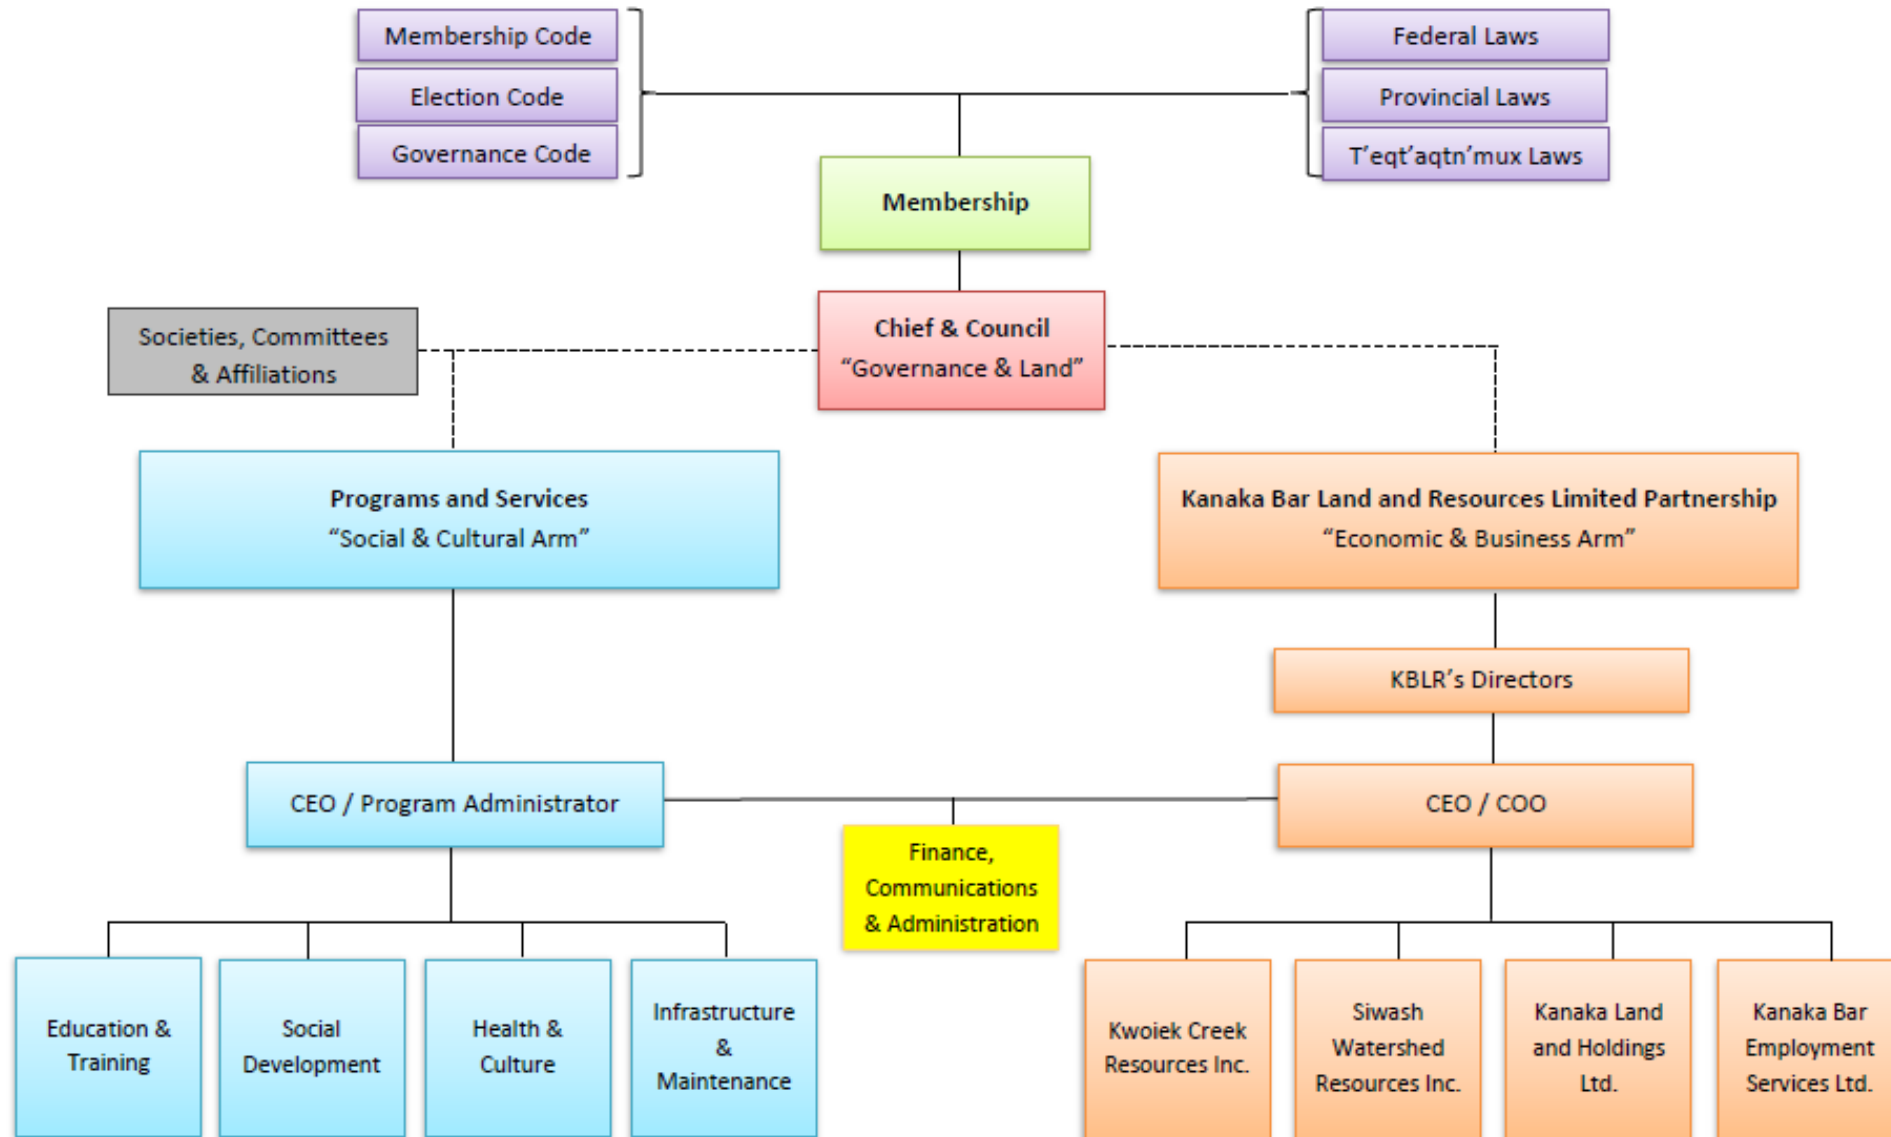 Membership Code
Election Code
Governance Code
Federal Laws
Provincial Laws
T’eqt’aqtn’mux Laws
Membership
Societies, Committees
& Affiliations
Chief & Council
“Governance & Land”
Programs and Services
“Social & Cultural Arm”
Kanaka Bar Land and Resources Limited Partnership
“Economic & Business Arm”
KBLR’s Directors
CEO / Program Administrator
CEO / COO
Finance,
Communications
& Administration
Education &
Training
Social
Development
Health &
Culture
Infrastructure
&
Maintenance
Kwoiek Creek
Resources Inc.
Siwash
Watershed
Resources Inc.
Kanaka Land
and Holdings
Ltd.
Kanaka Bar
Employment
Services Ltd.